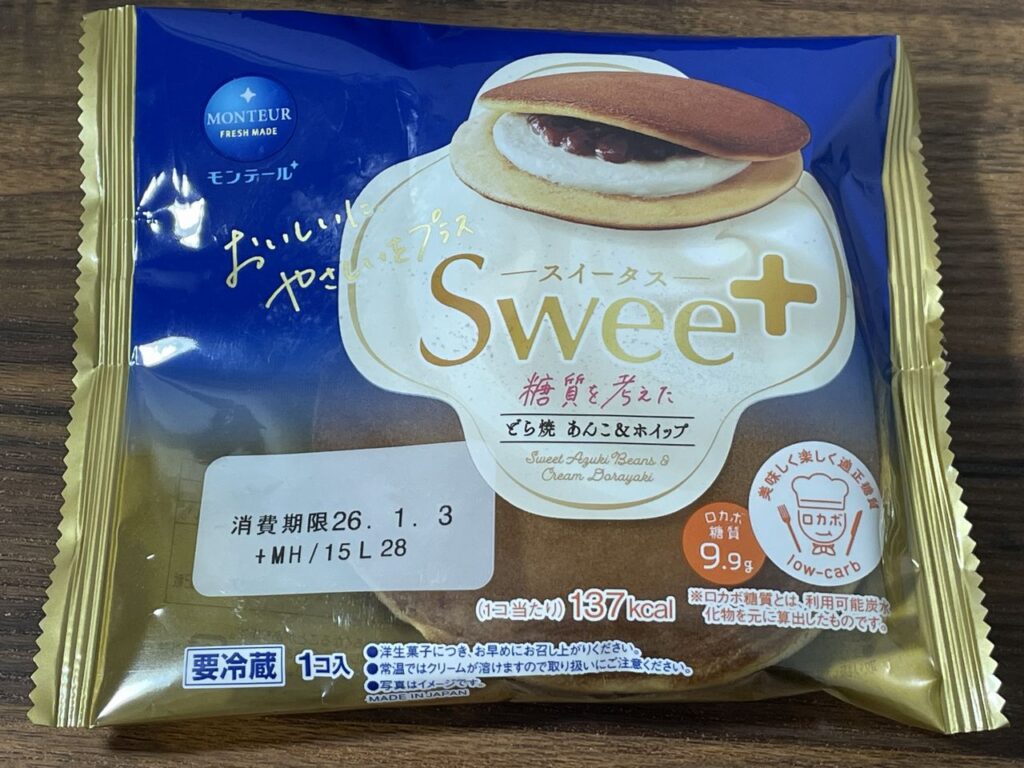 MONTEUR
FRESH MADE
モンテール
おいしいに
やさしいをプラス
スイータス
Swee+
糖質を考えた
どら焼 あんこ&ホイップ
Sweet Azuki Beans &
Cream Dorayaki
消費期限26. 1. 3
+MH/15L28
美味しく楽しく適正糖質
ロカボ
low-carb
ロカボ
糖質
9.9g
(1コ当たり) 137kcal
※ロカボ糖質とは、利用可能炭水
化物を元に算出したものです。
要冷蔵 1コ入
●洋生菓子につき、お早めにお召し上がりください。
●常温ではクリームが溶けますので取り扱いにご注意ください。
●写真はイメージです。
MADE IN JAPAN